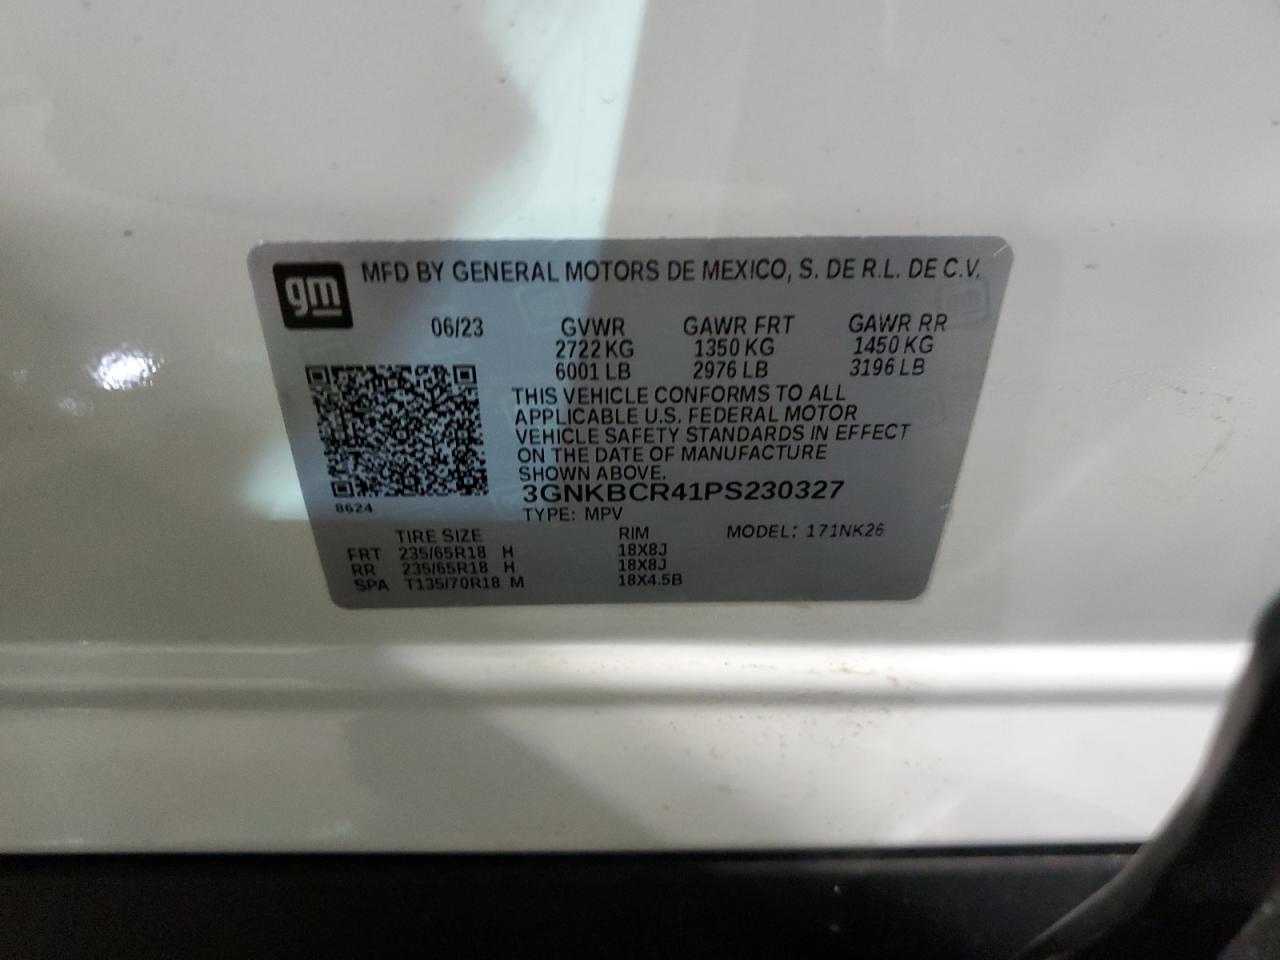 gm MFD BY GENERAL MOTORS DE MEXICO, S. DE R.L. DE C.V.
06/23 GVWR GAWR FRT GAWR RR
2722 KG 1350 KG 1450 KG
6001 LB 2976 LB 3196 LB
THIS VEHICLE CONFORMS TO ALL
APPLICABLE U.S. FEDERAL MOTOR
VEHICLE SAFETY STANDARDS IN EFFECT
ON THE DATE OF MANUFACTURE
SHOWN ABOVE.
3GNKBCR41PS230327
8624
TYPE: MPV
TIRE SIZE RIM MODEL: 171NK26
FRT 235/65R18 H 18X8J
RR 235/65R18 H 18X8J
SPA T135/70R18 M 18X4.5B